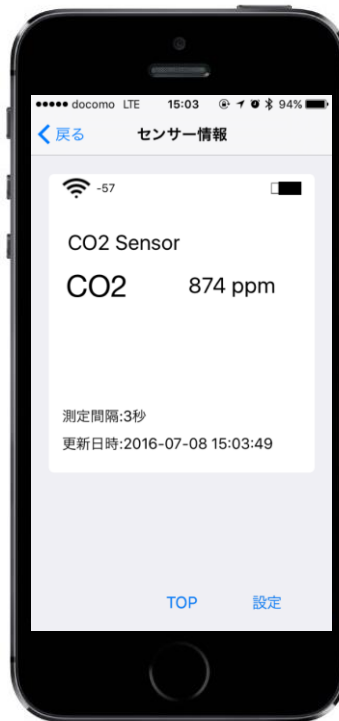 docomo LTE 15:03 94%
戻る センサー情報
-57
CO2 Sensor
CO2 874 ppm
測定間隔:3秒
更新日時:2016-07-08 15:03:49
TOP 設定